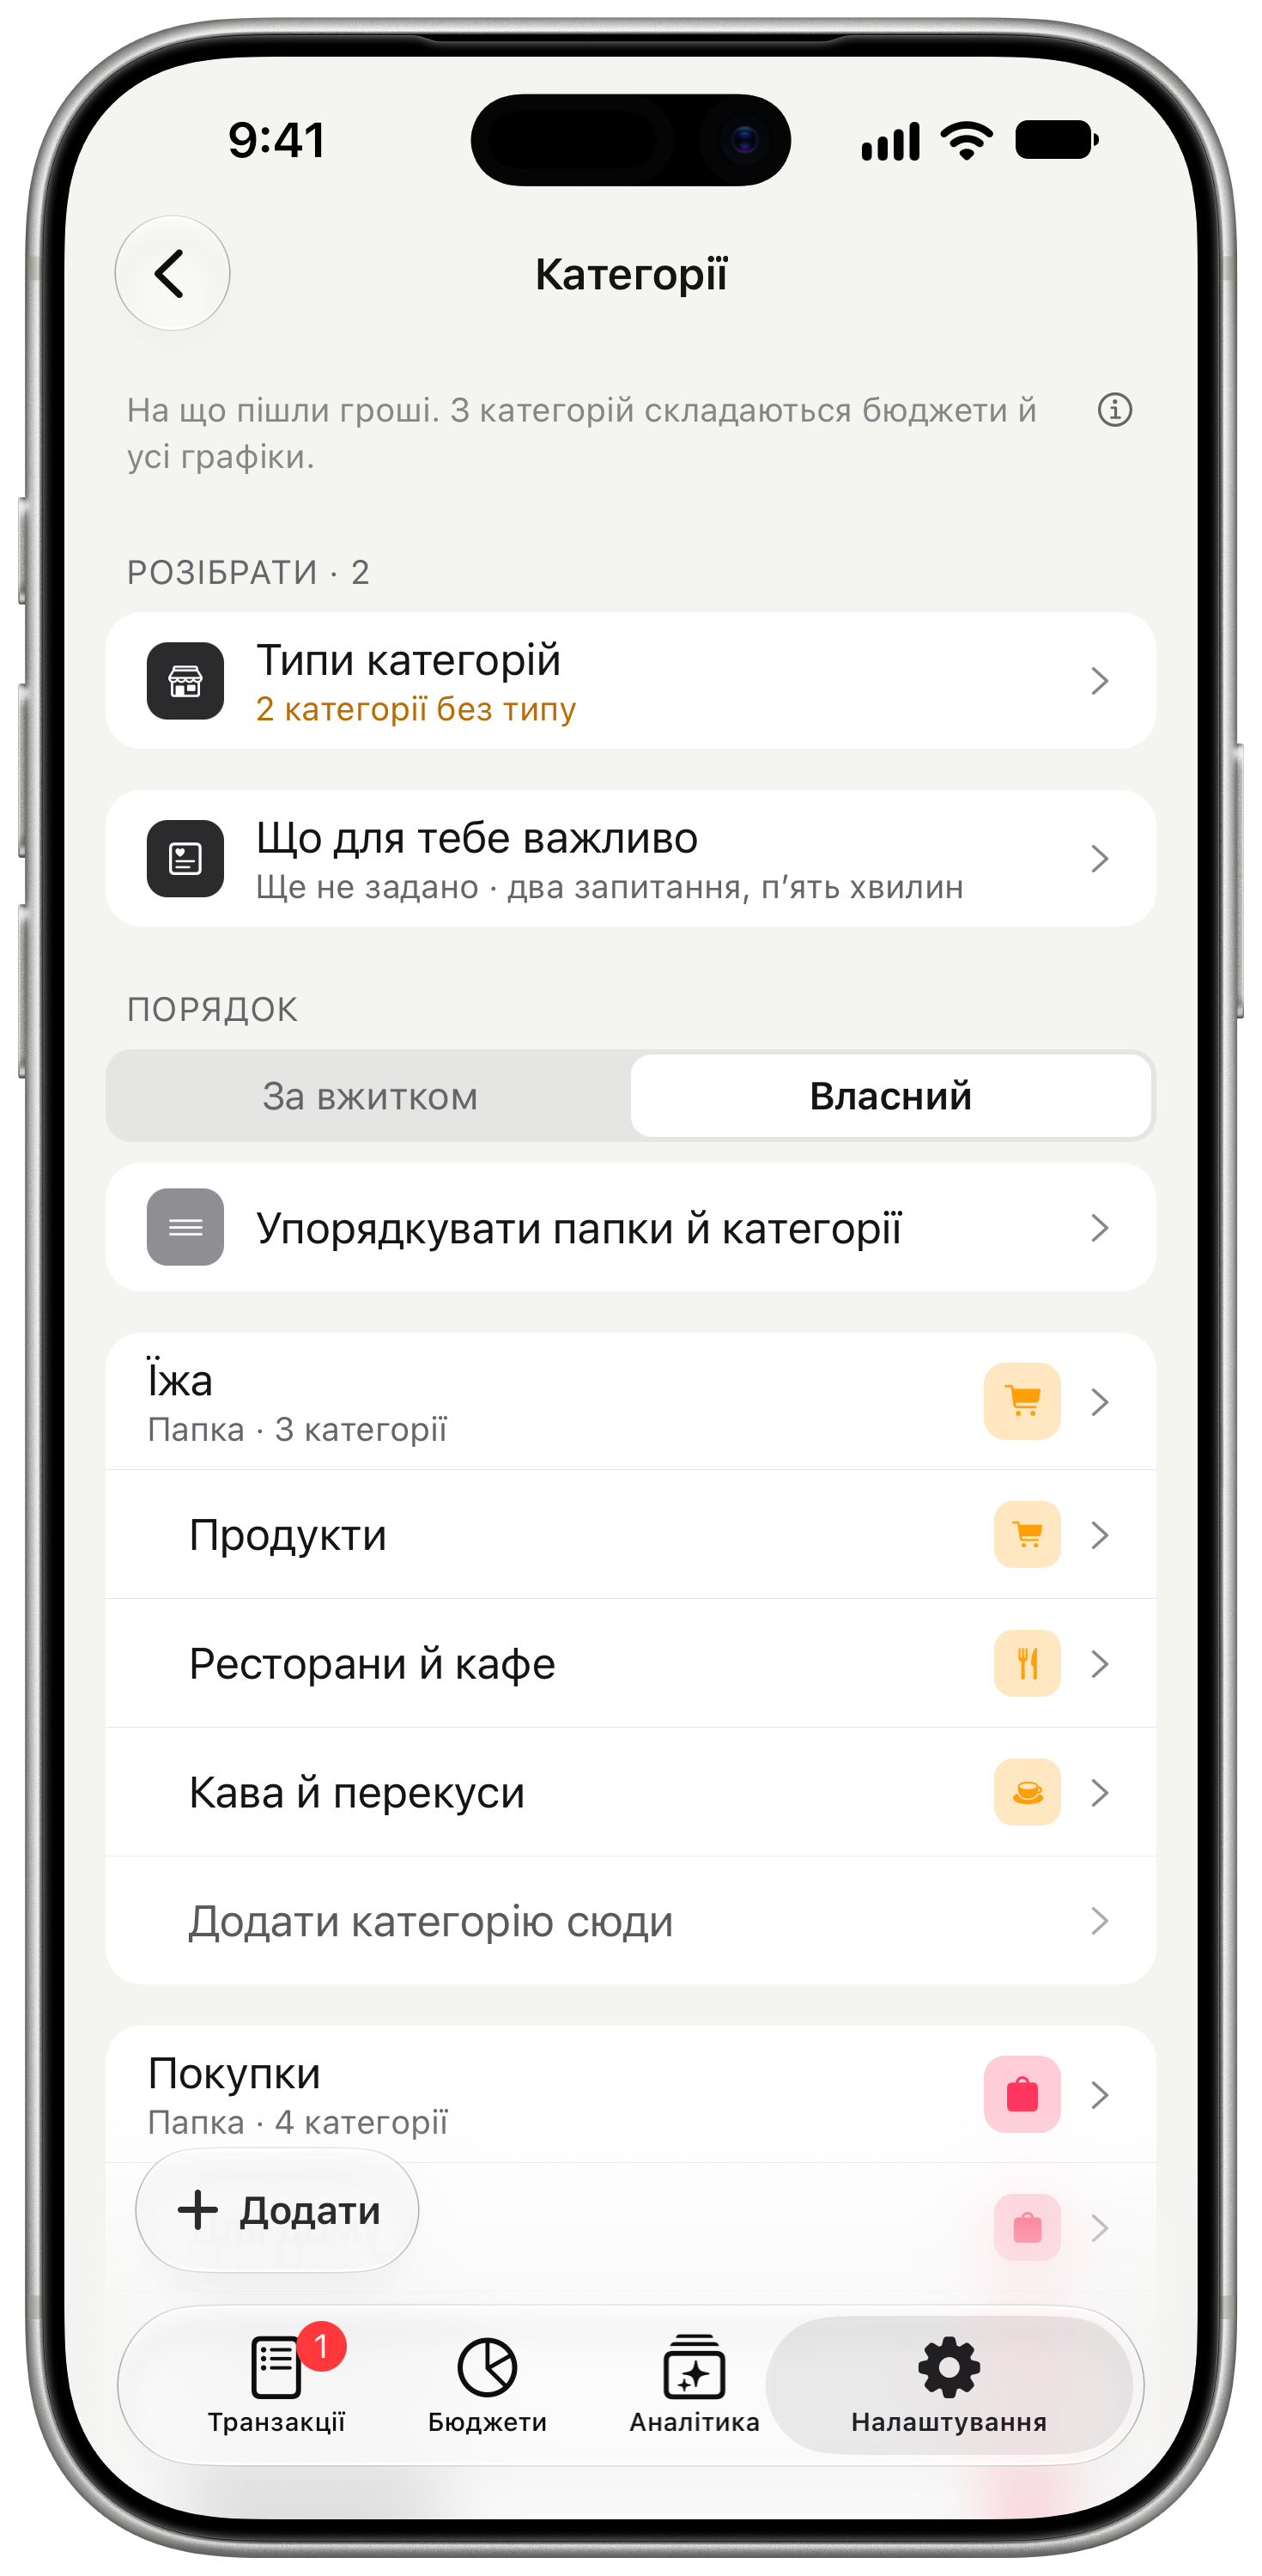 9:41
Категорії
На що пішли гроші. З категорій складаються бюджети й
усі графіки.
РОЗІБРАТИ · 2
Типи категорій
2 категорії без типу
Що для тебе важливо
Ще не задано · два запитання, п’ять хвилин
ПОРЯДОК
За вжитком
Власний
Упорядкувати папки й категорії
Їжа
Папка · 3 категорії
Продукти
Ресторани й кафе
Кава й перекуси
Додати категорію сюди
Покупки
Папка · 4 категорії
Додати
1
Транзакції
Бюджети
Аналітика
Налаштування